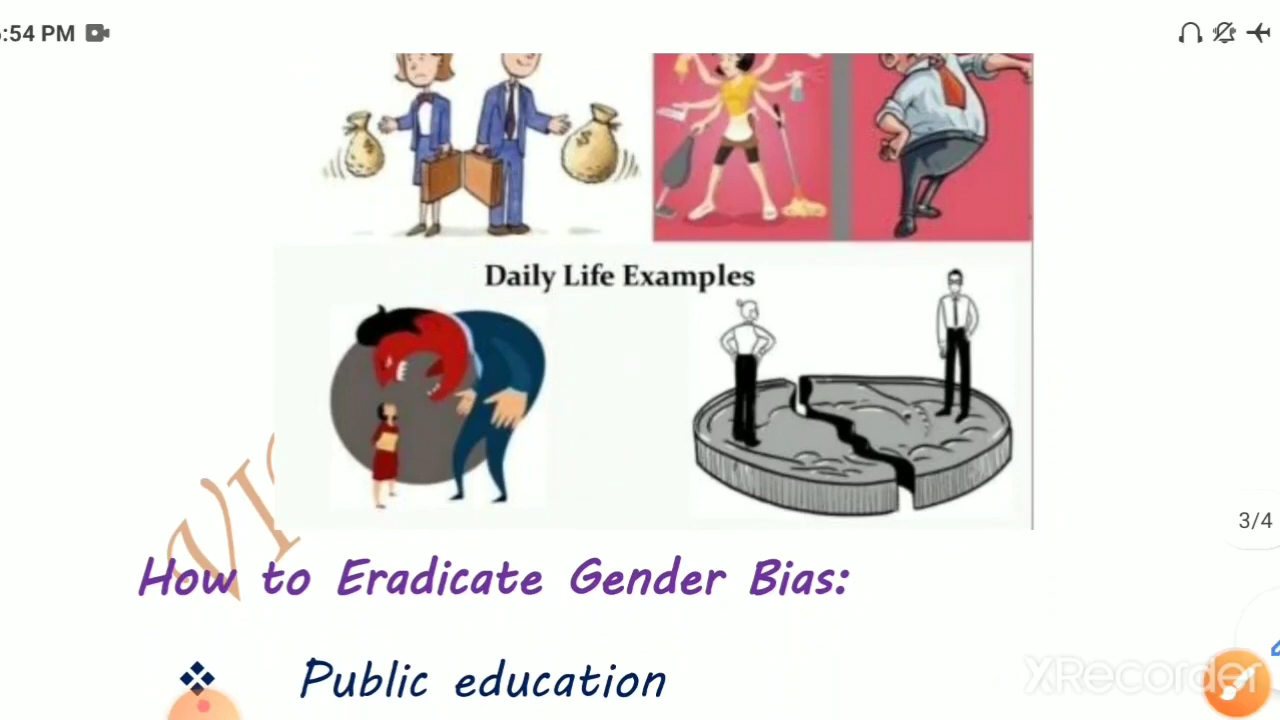 :54 PM
Daily Life Examples
3/4
How to Eradicate Gender Bias:
❖ Public education
XRecorder